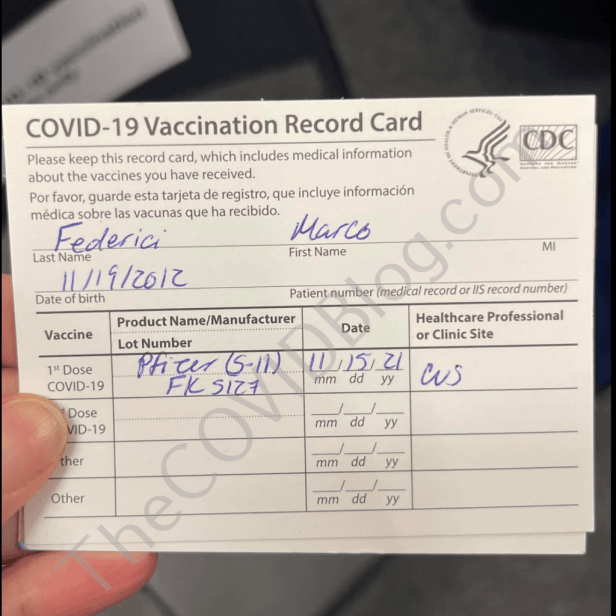 COVID-19 Vaccination Record Card
CDC
Please keep this record card, which includes medical information
about the vaccines you have received.
Por favor, guarde esta tarjeta de registro, que incluye información
médica sobre las vacunas que ha recibido.
Federici Marco
Last Name First Name MI
11/19/2012
Date of birth Patient number (medical record or IIS record number)
Vaccine Product Name/Manufacturer Date Healthcare Professional
Lot Number or Clinic Site
1st Dose Pfizer (5-11) 11/15/21 CVS
COVID-19 FK 5127 mm dd yy
Dose
VID-19 mm dd yy
ther mm dd yy
Other mm dd yy
TheCOVIDBlog.com